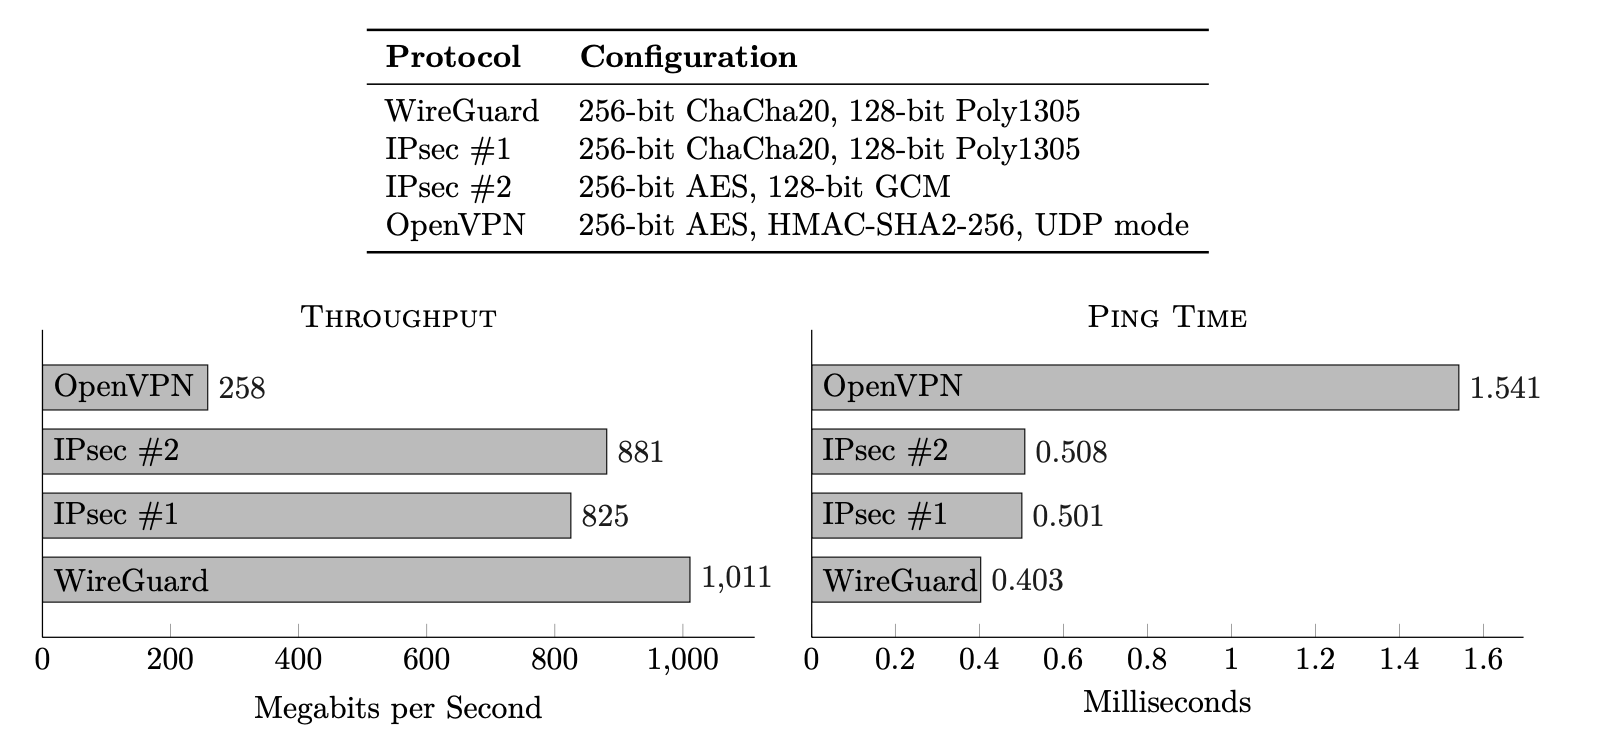 Protocol Configuration
WireGuard 256-bit ChaCha20, 128-bit Poly1305
IPsec #1 256-bit ChaCha20, 128-bit Poly1305
IPsec #2 256-bit AES, 128-bit GCM
OpenVPN 256-bit AES, HMAC-SHA2-256, UDP mode
Throughput
OpenVPN 258
IPsec #2 881
IPsec #1 825
WireGuard 1,011
0 200 400 600 800 1,000
Megabits per Second
Ping Time
OpenVPN 1.541
IPsec #2 0.508
IPsec #1 0.501
WireGuard 0.403
0 0.2 0.4 0.6 0.8 1 1.2 1.4 1.6
Milliseconds